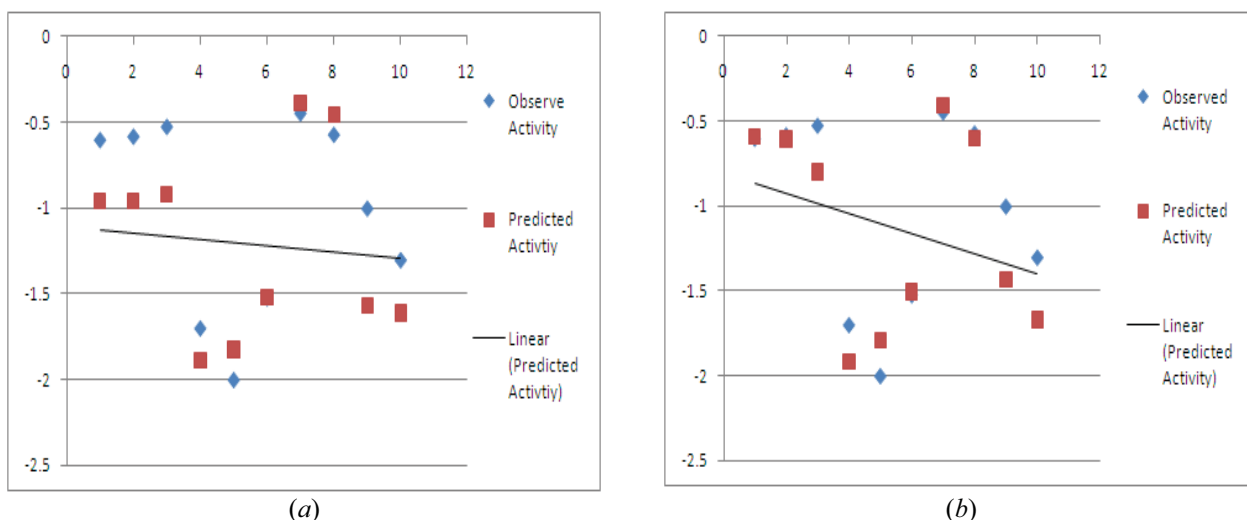 0
0
2
4
6
8
10
12
-0.5
-1
-1.5
-2
-2.5
Observe
Activity
Predicted
Activtiy
Linear
(Predicted
Activtiy)
(a)
0
0
2
4
6
8
10
12
-0.5
-1
-1.5
-2
-2.5
Observed
Activity
Predicted
Activity
Linear
(Predicted
Activity)
(b)